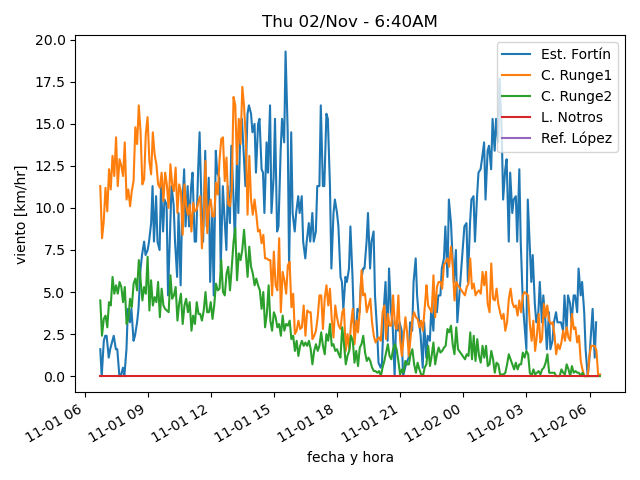 Thu 02/Nov - 6:40AM
20.0
17.5
15.0
12.5
10.0
7.5
5.0
2.5
0.0
viento [km/hr]
Est. Fortín
C. Runge1
C. Runge2
L. Notros
Ref. López
11-01 06
11-01 09
11-01 12
11-01 15
11-01 18
11-01 21
11-02 00
11-02 03
11-02 06
fecha y hora